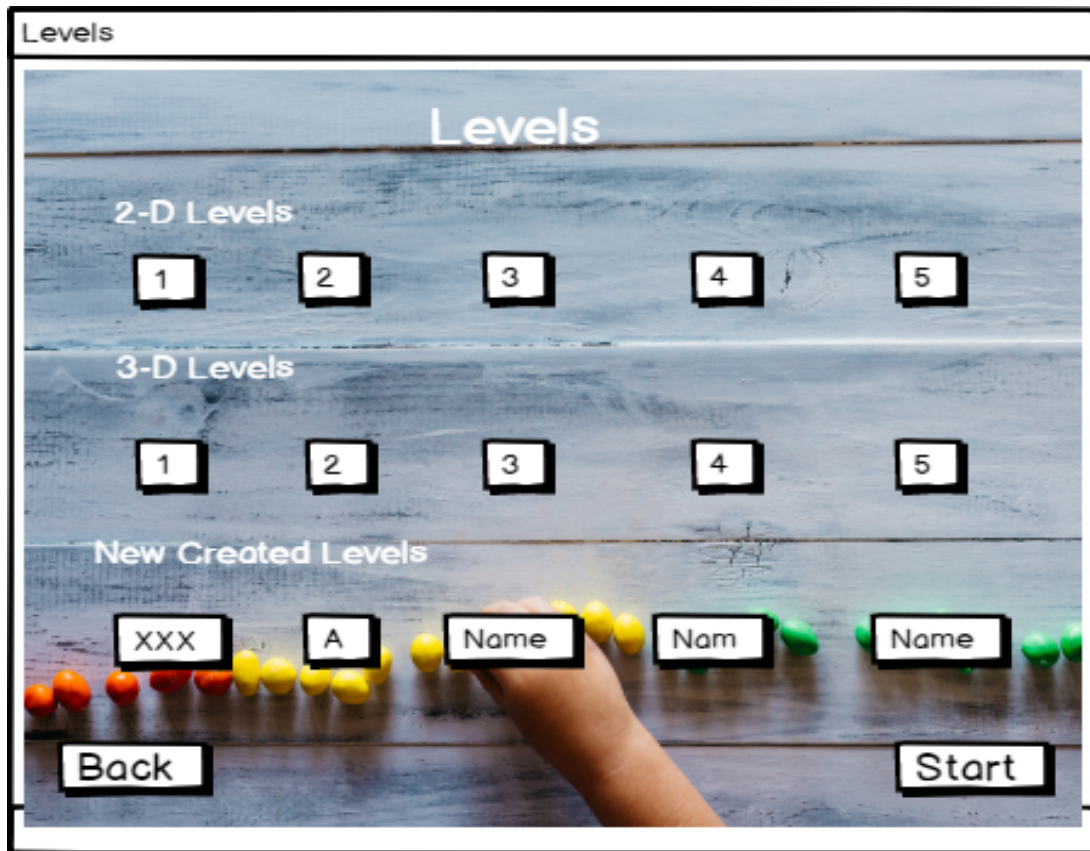 Levels
Levels
2-D Levels
1 2 3 4 5
3-D Levels
1 2 3 4 5
New Created Levels
XXX A Name Nam Name
Back Start